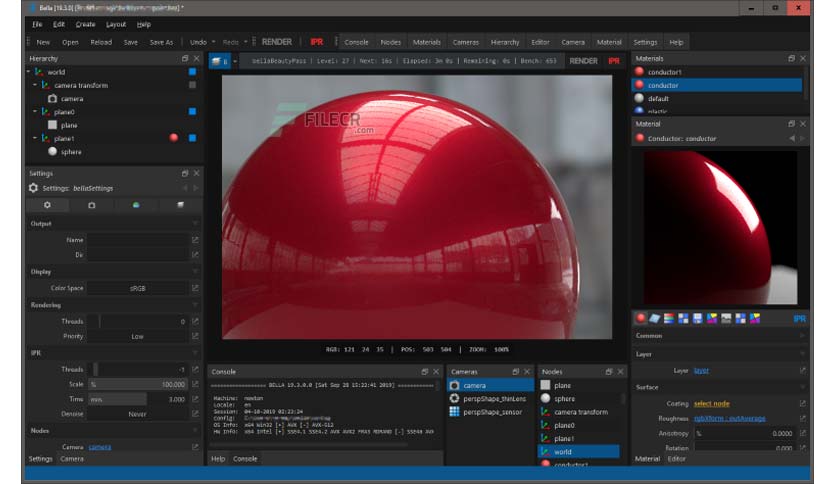 Bella [19.3.0]
File Edit Create Layout Help
New Open Reload Save Save As Undo Redo RENDER IPR Console Nodes Materials Cameras Hierarchy Editor Camera Material Settings Help
Hierarchy
world
camera transform
camera
plane0
plane
plane1
sphere
Settings
Settings: bellaSettings
Output
Name
Dir
Display
Color Space sRGB
Rendering
Threads 0
Priority Low
IPR
Threads -1
Scale % 100.000
Time mins 3.000
Denoise Never
Nodes
Camera camera
Settings Camera
bellaBeautyPass | Level: 27 | Next: 16s | Elapsed: 3m 0s | Remaining: 0s | Bench: 653 RENDER IPR
FILECR
.com
RGB: 121 24 35 | POS: 503 504 | ZOOM: 100%
Console
BELLA 19.3.0.0 [Sat Sep 28 15:22:41 2019]
Machine: newton
Locale: en
Session: 04-10-2019 02:23:24
Config:
OS Info: x64 Win32 [+] AVX [-] AVX-512
HW Info: x64 Intel [+] SSE4.1 SSE4.2 AVX AVX2 FMA3 RDRAND [-] SSE4a
Help Console
Cameras
camera
perspShape_thinLens
perspShape_sensor
Nodes
plane
sphere
camera transform
plane0
plane1
world
conductor1
Materials
conductor1
conductor
default
plastic
Material
Conductor: conductor
IPR
Common
Layer
Layer layer
Surface
Coating select node
Roughness rgbXform : outAverage
Anisotropy % 0.0000
Rotation 0.000
Material Editor